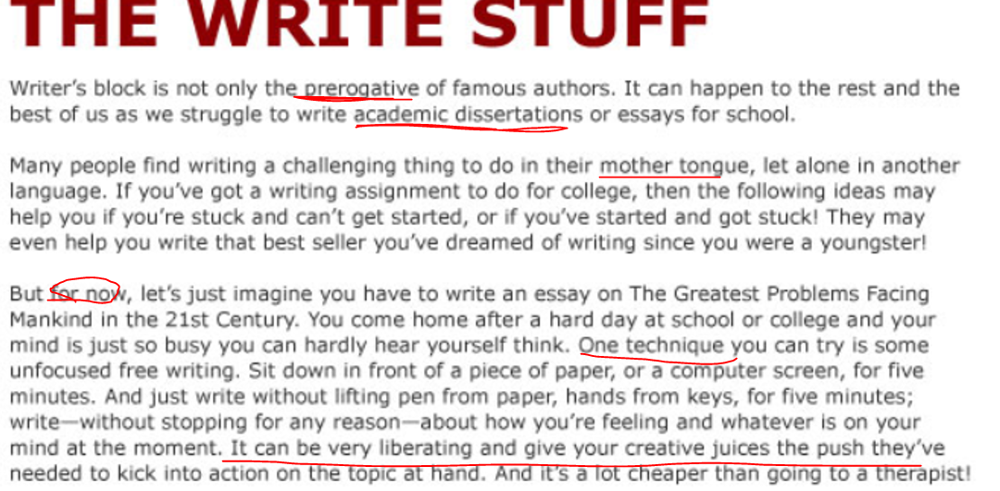 THE WRITE STUFF
Writer's block is not only the prerogative of famous authors. It can happen to the rest and the
best of us as we struggle to write academic dissertations or essays for school.
Many people find writing a challenging thing to do in their mother tongue, let alone in another
language. If you've got a writing assignment to do for college, then the following ideas may
help you if you're stuck and can't get started, or if you've started and got stuck! They may
even help you write that best seller you've dreamed of writing since you were a youngster!
But for now, let's just imagine you have to write an essay on The Greatest Problems Facing
Mankind in the 21st Century. You come home after a hard day at school or college and your
mind is just so busy you can hardly hear yourself think. One technique you can try is some
unfocused free writing. Sit down in front of a piece of paper, or a computer screen, for five
minutes. And just write without lifting pen from paper, hands from keys, for five minutes;
write—without stopping for any reason—about how you're feeling and whatever is on your
mind at the moment. It can be very liberating and give your creative juices the push they've
needed to kick into action on the topic at hand. And it's a lot cheaper than going to a therapist!